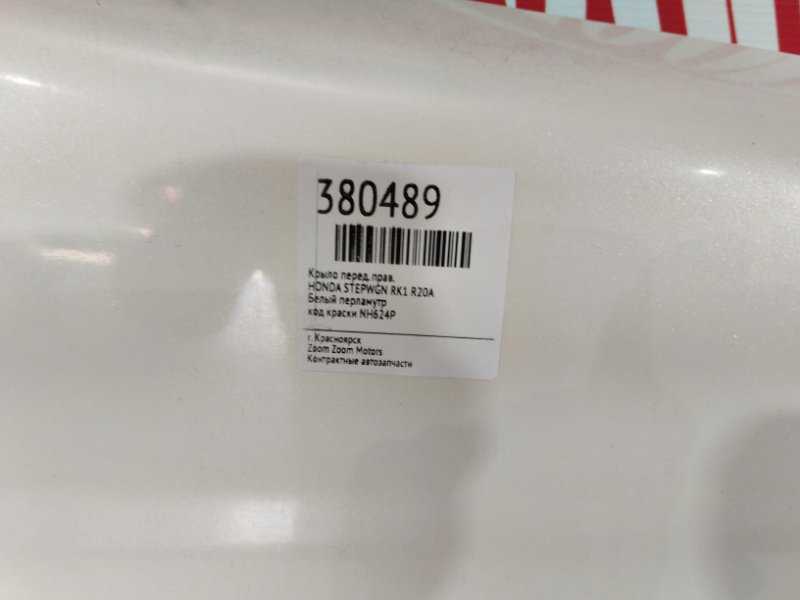 380489
Крыло перед. прав.
HONDA STEPWGN RK1 R20A
Белый перламутр
код краски NH624P
г. Красноярск
Zoom Zoom Motors
Контрактные автозапчасти